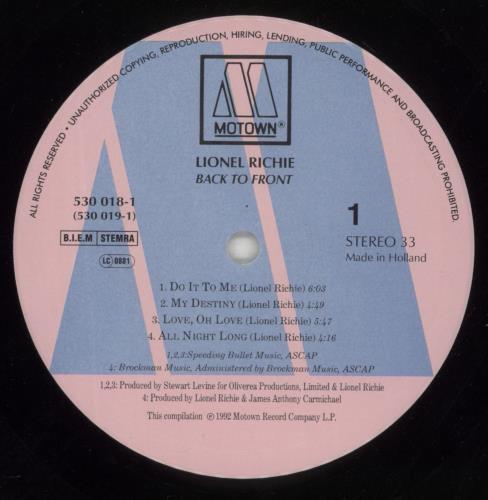 ALL RIGHTS RESERVED • UNAUTHORIZED COPYING, REPRODUCTION, HIRING, LENDING, PUBLIC PERFORMANCE AND BROADCASTING PROHIBITED.
MOTOWN®
LIONEL RICHIE
BACK TO FRONT
530 018-1
(530 019-1)
B.I.E.M STEMRA
LC 0881
1
STEREO 33
Made in Holland
1. DO IT TO ME (Lionel Richie) 6:03
2. MY DESTINY (Lionel Richie) 4:49
3. LOVE, OH LOVE (Lionel Richie) 5:47
4. ALL NIGHT LONG (Lionel Richie) 4:16
1,2,3:Speeding Bullet Music, ASCAP
4: Brockman Music, Administered by Brockman Music, ASCAP
1,2,3: Produced by Stewart Levine for Oliverea Productions, Limited & Lionel Richie
4: Produced by Lionel Richie & James Anthony Carmichael
This compilation ℗ 1992 Motown Record Company L.P.